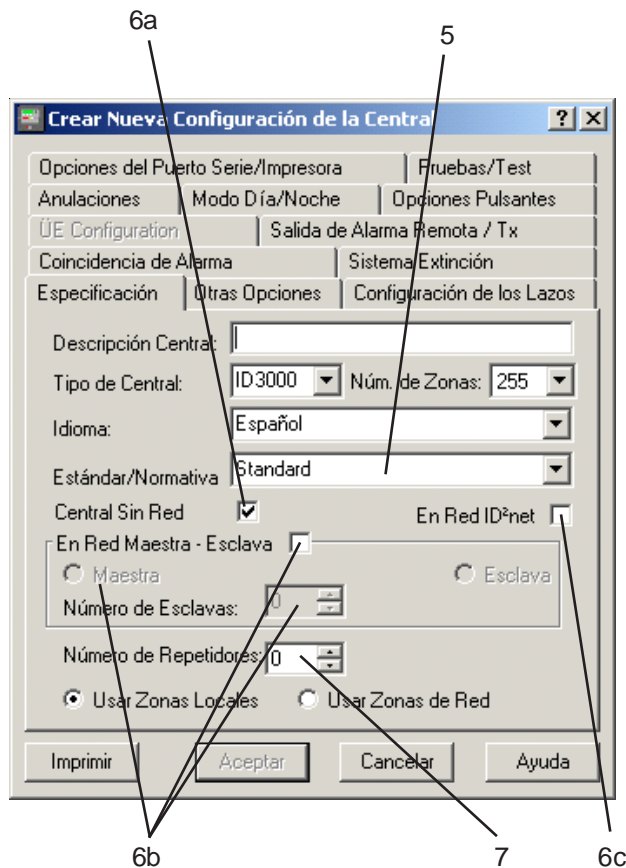 6a
5
Crear Nueva Configuración de la Central
Opciones del Puerto Serie/Impresora Pruebas/Test
Anulaciones Modo Día/Noche Opciones Pulsantes
ÜE Configuration Salida de Alarma Remota / Tx
Coincidencia de Alarma Sistema Extinción
Especificación Otras Opciones Configuración de los Lazos
Descripción Central:
Tipo de Central: ID3000 Núm. de Zonas: 255
Idioma: Español
Estándar/Normativa Standard
Central Sin Red En Red ID²net
En Red Maestra - Esclava
Maestra Esclava
Número de Esclavas: 0
Número de Repetidores: 0
Usar Zonas Locales Usar Zonas de Red
Imprimir Aceptar Cancelar Ayuda
6b 7 6c